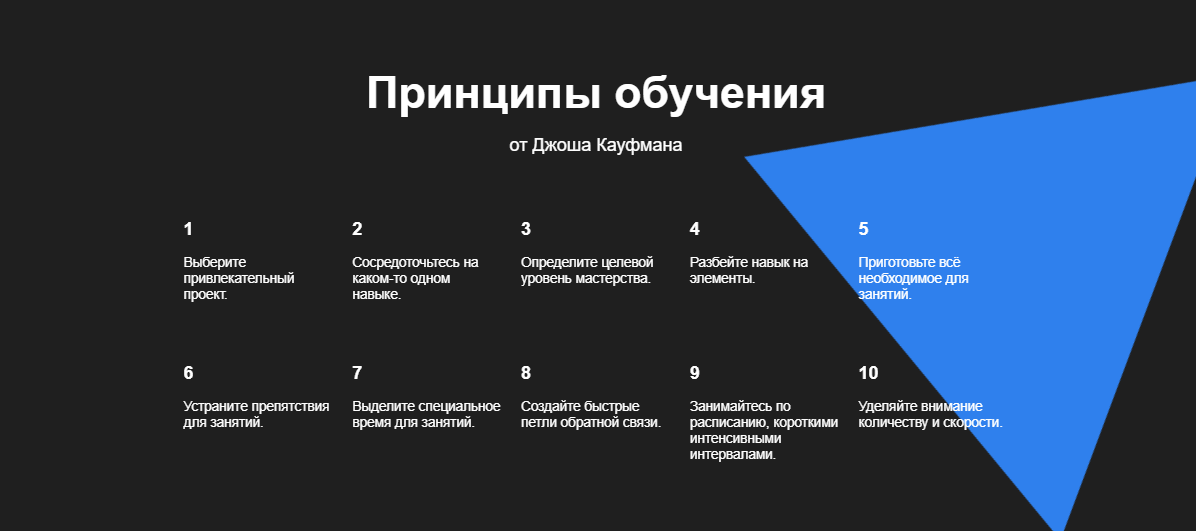 Принципы обучения
от Джоша Кауфмана
1
Выберите
привлекательный
проект.
2
Сосредоточьтесь на
каком-то одном
навыке.
3
Определите целевой
уровень мастерства.
4
Разбейте навык на
элементы.
5
Приготовьте всё
необходимое для
занятий.
6
Устраните препятствия
для занятий.
7
Выделите специальное
время для занятий.
8
Создайте быстрые
петли обратной связи.
9
Занимайтесь по
расписанию, короткими
интенсивными
интервалами.
10
Уделяйте внимание
количеству и скорости.